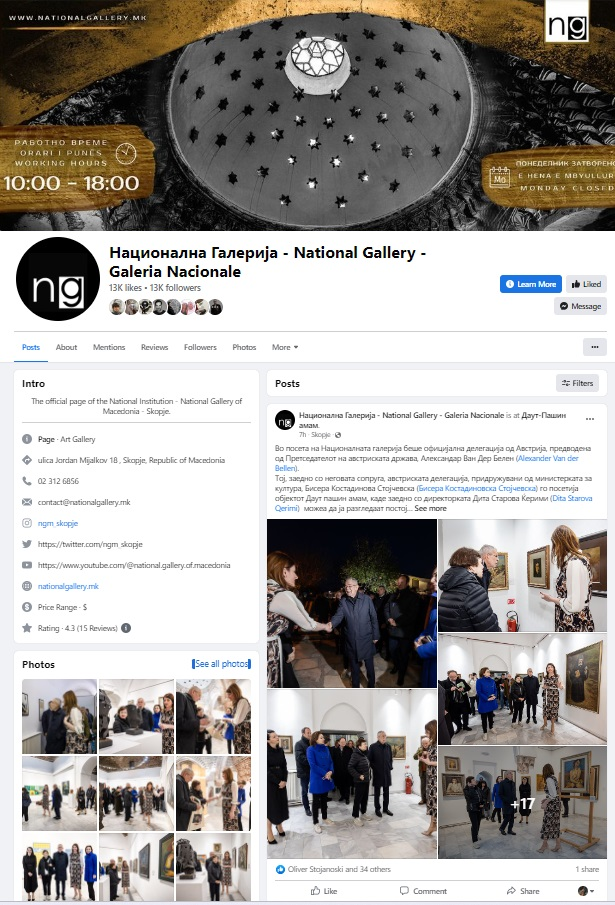 WWW.NATIONALGALLERY.MK
ng
РАБОТНО ВРЕМЕ
ORARI I PUNËS
WORKING HOURS
10:00 - 18:00
ПОНЕДЕЛНИК ЗАТВОРЕНО
E HENA E MBYLLUR
Mo
MONDAY CLOSED
ng
Национална Галерија - National Gallery -
Galeria Nacionale
13K likes • 13K followers
Learn More
Liked
Message
Posts
About
Mentions
Reviews
Followers
Photos
More
Intro
The official page of the National Institution - National Gallery of
Macedonia - Skopje.
Page · Art Gallery
ulica Jordan Mijalkov 18 , Skopje, Republic of Macedonia
02 312 6856
contact@nationalgallery.mk
ngm_skopje
https://twitter.com/ngm_skopje
https://www.youtube.com/@national.gallery.of.macedonia
nationalgallery.mk
Price Range · $
Rating · 4.3 (15 Reviews)
Photos
See all photos
Posts
Filters
ng
Национална Галерија - National Gallery - Galeria Nacionale is at Даут-Пашин
амам.
7h · Skopje ·
Во посета на Националната галерија беше официјална делегација од Австрија, предводена
од Претседателот на австриската држава, Александар Ван Дер Белен (Alexander Van der
Bellen).
Тој, заедно со неговата сопруга, австриската делегација, придружувани од министерката за
култура, Бисера Костадинова Стојчевска (Бисера Костадиновска Стојчевска) го посетија
објектот Даут пашин амам, каде заедно со директорката Дита Старова Керими (Dita Starova
Qerimi) можеа да ја разгледаат постој... See more
+17
Oliver Stojanoski and 34 others
1 share
Like
Comment
Share